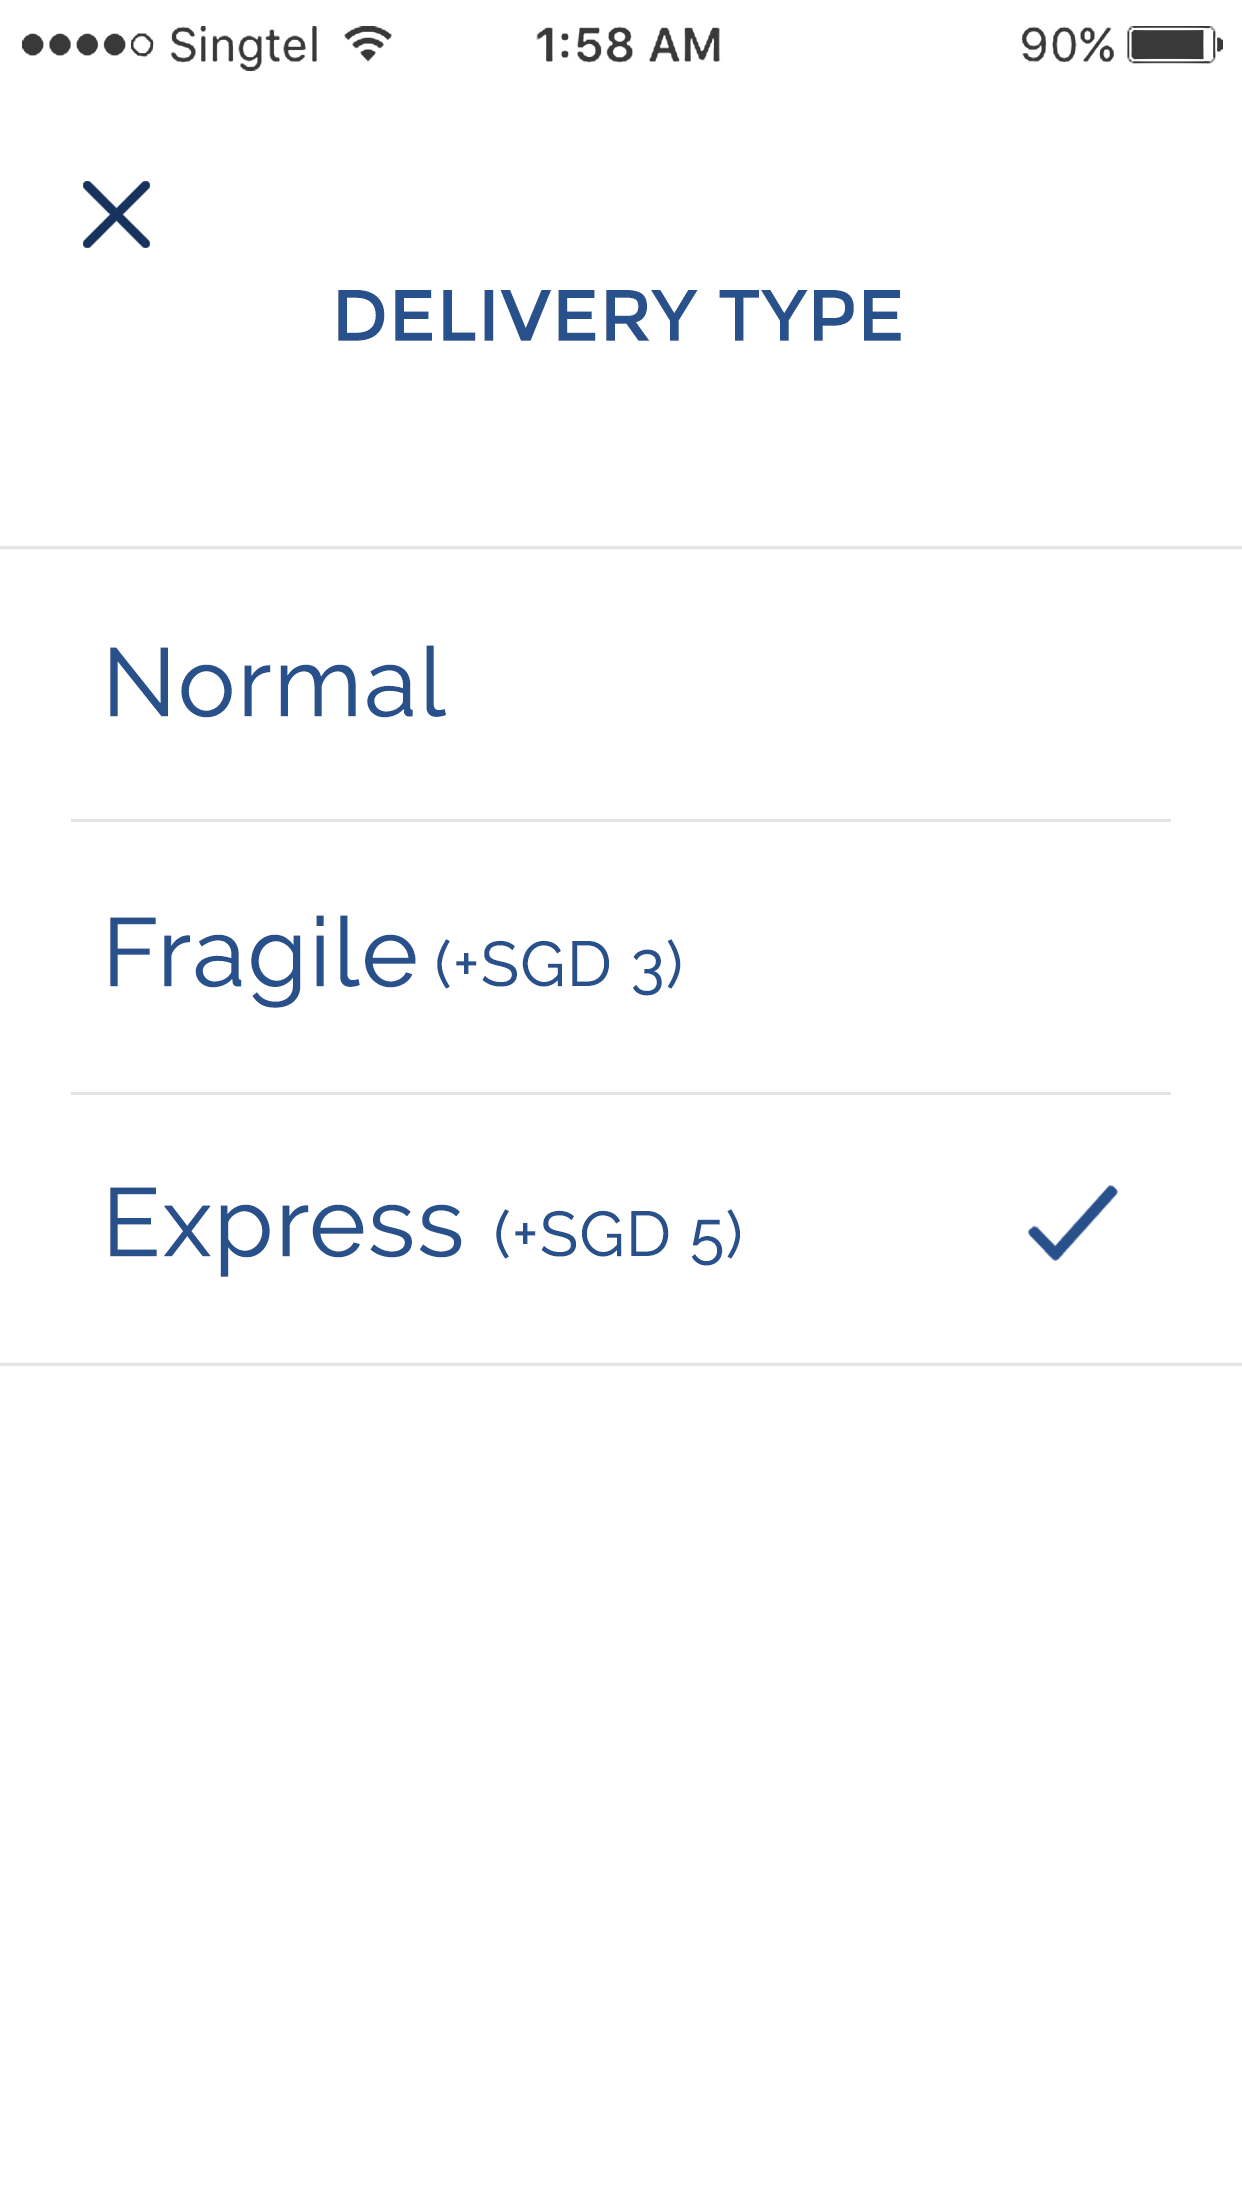 Singtel 1:58 AM 90%
DELIVERY TYPE
Normal
Fragile (+SGD 3)
Express (+SGD 5)